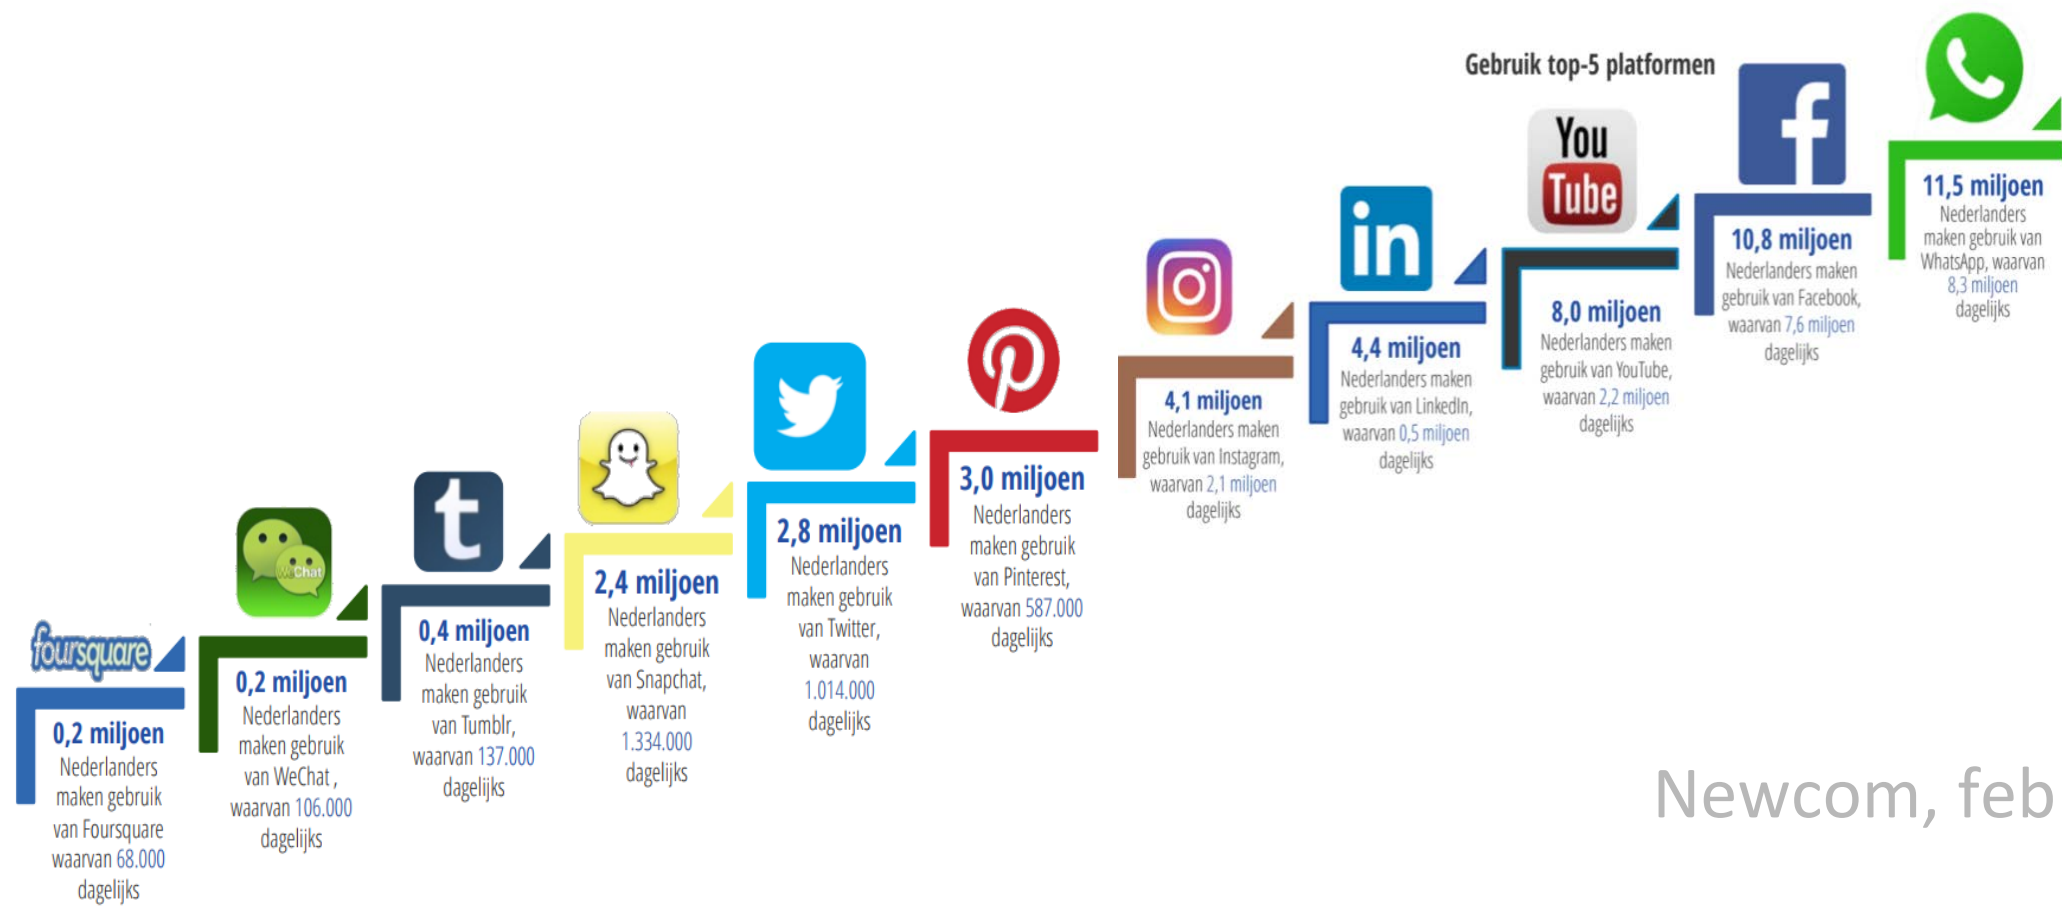 foursquare
0,2 miljoen
Nederlanders
maken gebruik
van Foursquare
waarvan 68.000
dagelijks
WeChat
0,2 miljoen
Nederlanders
maken gebruik
van WeChat ,
waarvan 106.000
dagelijks
t
0,4 miljoen
Nederlanders
maken gebruik
van Tumblr,
waarvan 137.000
dagelijks
2,4 miljoen
Nederlanders
maken gebruik
van Snapchat,
waarvan
1.334.000
dagelijks
2,8 miljoen
Nederlanders
maken gebruik
van Twitter,
waarvan
1.014.000
dagelijks
3,0 miljoen
Nederlanders
maken gebruik
van Pinterest,
waarvan 587.000
dagelijks
4,1 miljoen
Nederlanders maken
gebruik van Instagram,
waarvan 2,1 miljoen
dagelijks
in
4,4 miljoen
Nederlanders maken
gebruik van LinkedIn,
waarvan 0,5 miljoen
dagelijks
Gebruik top-5 platformen
You
Tube
8,0 miljoen
Nederlanders maken
gebruik van YouTube,
waarvan 2,2 miljoen
dagelijks
f
10,8 miljoen
Nederlanders maken
gebruik van Facebook,
waarvan 7,6 miljoen
dagelijks
11,5 miljoen
Nederlanders
maken gebruik van
WhatsApp, waarvan
8,3 miljoen
dagelijks
Newcom, feb